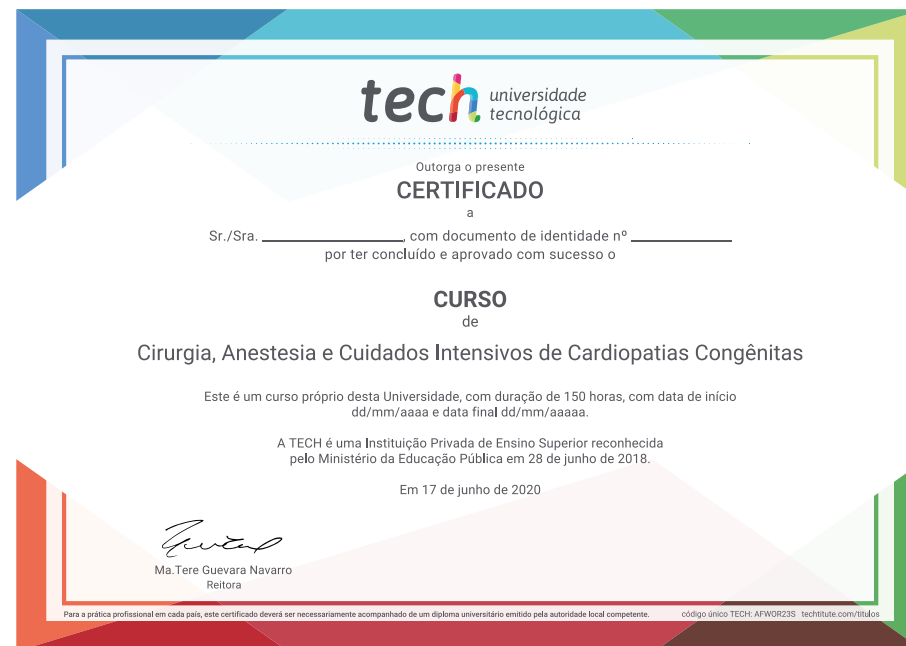 tech universidade
tecnológica
Outorga o presente
CERTIFICADO
a
Sr./Sra. ____________, com documento de identidade nº ____________
por ter concluído e aprovado com sucesso o
CURSO
de
Cirurgia, Anestesia e Cuidados Intensivos de Cardiopatias Congênitas
Este é um curso próprio desta Universidade, com duração de 150 horas, com data de início
dd/mm/aaaa e data final dd/mm/aaaaa.
A TECH é uma Instituição Privada de Ensino Superior reconhecida
pelo Ministério da Educação Pública em 28 de junho de 2018.
Em 17 de junho de 2020
Ma.Tere Guevara Navarro
Reitora
Para a prática profissional em cada país, este certificado deverá ser necessariamente acompanhado de um diploma universitário emitido pela autoridade local competente. código único TECH: AFWOR23S techtitute.com/titulos